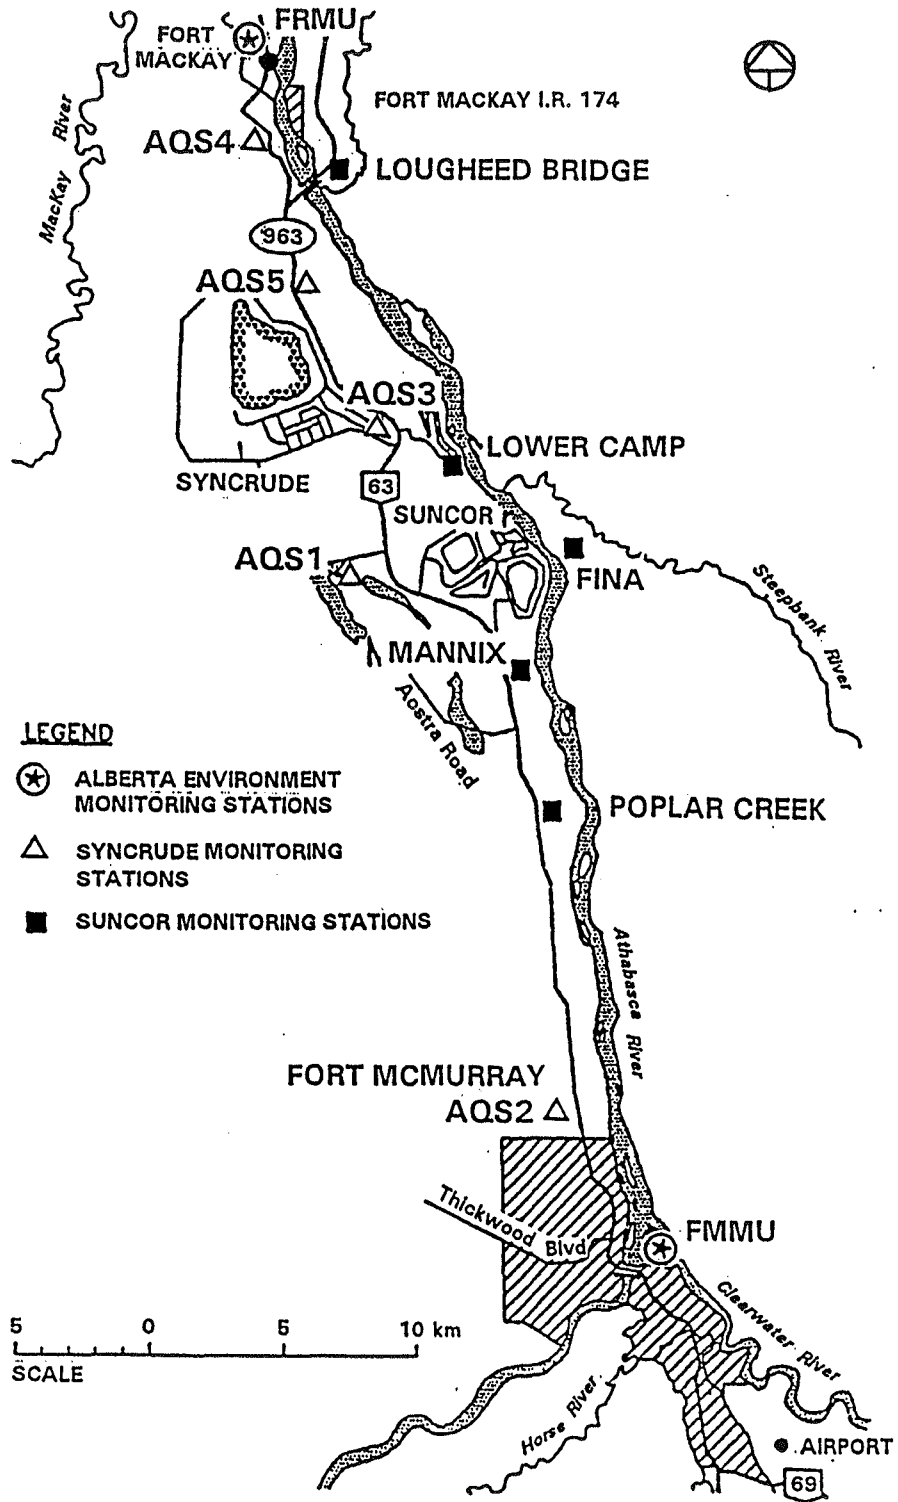 FRMU
FORT
MACKAY
FORT MACKAY I.R. 174
MacKay River
AQS4
LOUGHEED BRIDGE
963
AQS5
AQS3
LOWER CAMP
SYNCRUDE
63
SUNCOR
AQS1
FINA
Steepbank River
MANNIX
Aostra Road
LEGEND
ALBERTA ENVIRONMENT
MONITORING STATIONS
SYNCRUDE MONITORING
STATIONS
SUNCOR MONITORING STATIONS
POPLAR CREEK
Athabasca River
FORT MCMURRAY
AQS2
Thickwood Blvd
FMMU
Clearwater River
5 0 5 10 km
SCALE
Horse River
AIRPORT
69